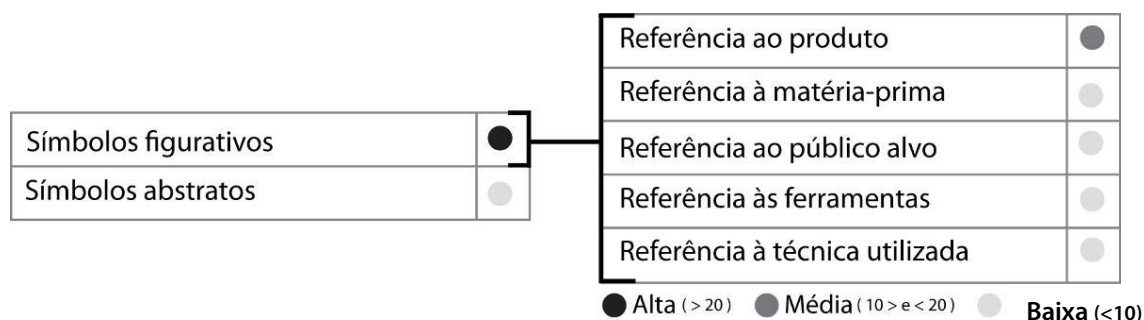 Símbolos figurativos
Símbolos abstratos
Referência ao produto
Referência à matéria-prima
Referência ao público alvo
Referência às ferramentas
Referência à técnica utilizada
Alta ( > 20 ) Média ( 10 > e < 20 ) Baixa (<10)